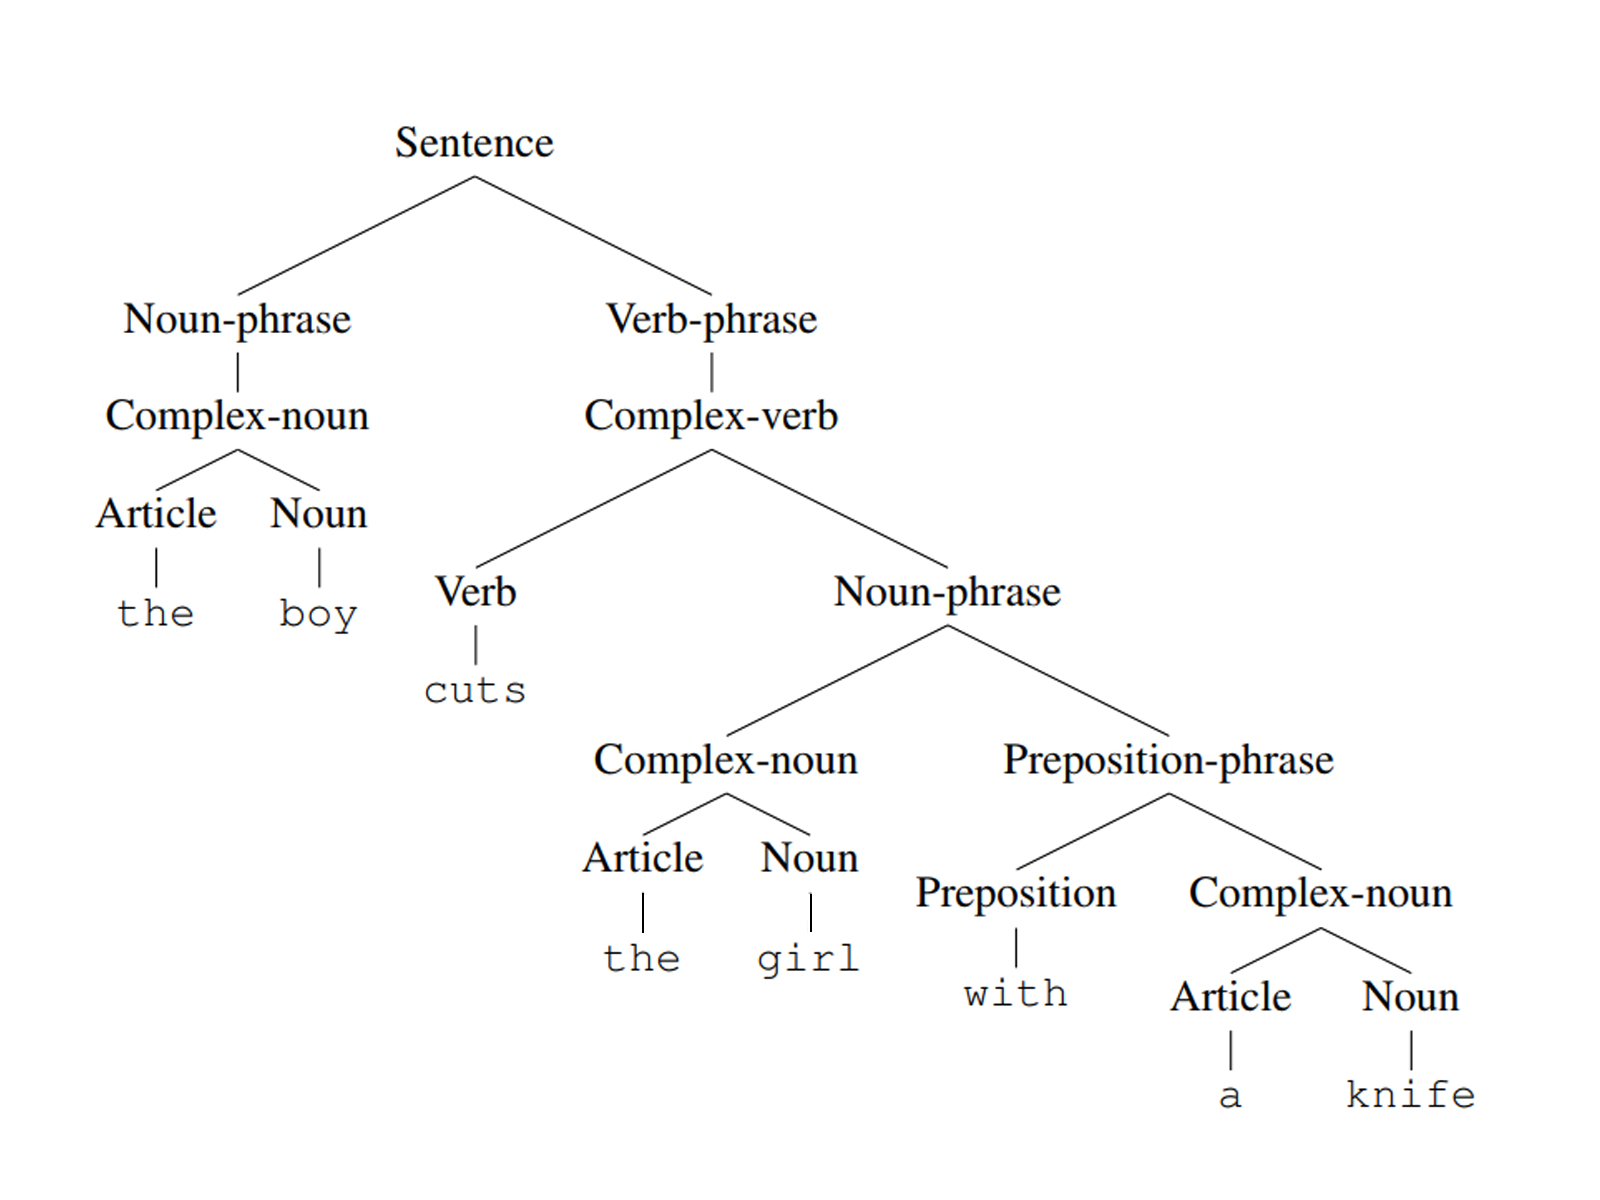 Sentence
Noun-phrase Verb-phrase
Complex-noun Complex-verb
Article Noun
the boy
Verb Noun-phrase
cuts
Complex-noun Preposition-phrase
Article Noun
Preposition Complex-noun
the girl
with
Article Noun
a knife